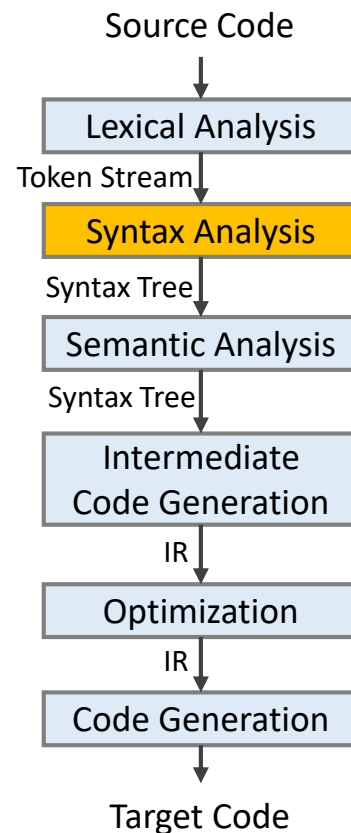 Source Code
Lexical Analysis
Token Stream
Syntax Analysis
Syntax Tree
Semantic Analysis
Syntax Tree
Intermediate
Code Generation
IR
Optimization
IR
Code Generation
Target Code